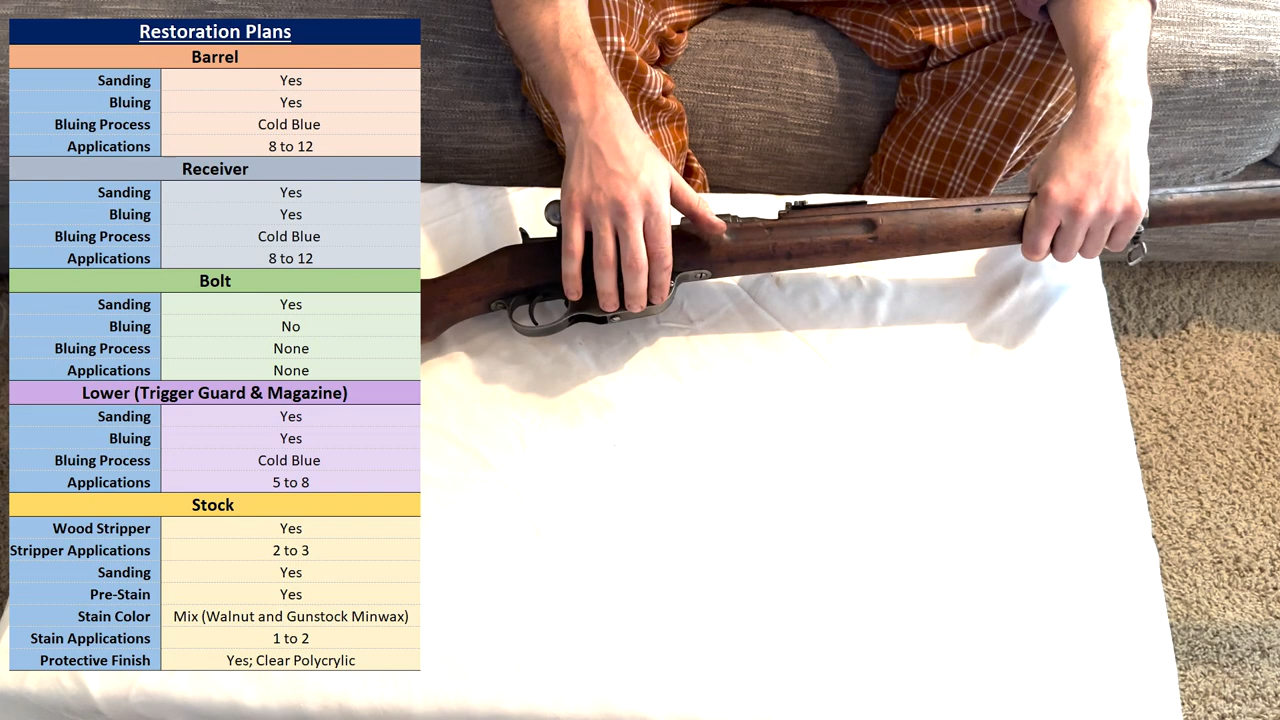 Restoration Plans
Barrel
Sanding Yes
Bluing Yes
Bluing Process Cold Blue
Applications 8 to 12
Receiver
Sanding Yes
Bluing Yes
Bluing Process Cold Blue
Applications 8 to 12
Bolt
Sanding Yes
Bluing No
Bluing Process None
Applications None
Lower (Trigger Guard & Magazine)
Sanding Yes
Bluing Yes
Bluing Process Cold Blue
Applications 5 to 8
Stock
Wood Stripper Yes
Stripper Applications 2 to 3
Sanding Yes
Pre-Stain Yes
Stain Color Mix (Walnut and Gunstock Minwax)
Stain Applications 1 to 2
Protective Finish Yes; Clear Polycrylic